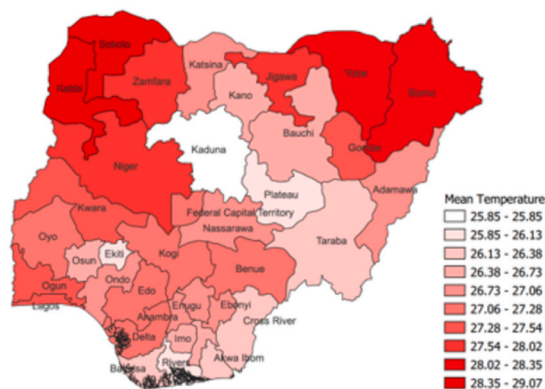 Sokoto
Katsina
Kebbi
Zamfara
Jigawa
Yobe
Borno
Kano
Kaduna
Bauchi
Gombe
Niger
Plateau
Adamawa
Kwara
Federal Capital Territory
Nassarawa
Taraba
Oyo
Ekiti
Kogi
Benue
Osun
Ogun
Ondo
Edo
Enugu
Ebonyi
Lagos
Anambra
Cross River
Delta
Imo
Bayelsa
Rivers
Akwa Ibom
Mean Temperature
25.85 - 25.85
25.85 - 26.13
26.13 - 26.38
26.38 - 26.73
26.73 - 27.06
27.06 - 27.28
27.28 - 27.54
27.54 - 28.02
28.02 - 28.35
28.35 - 29.07